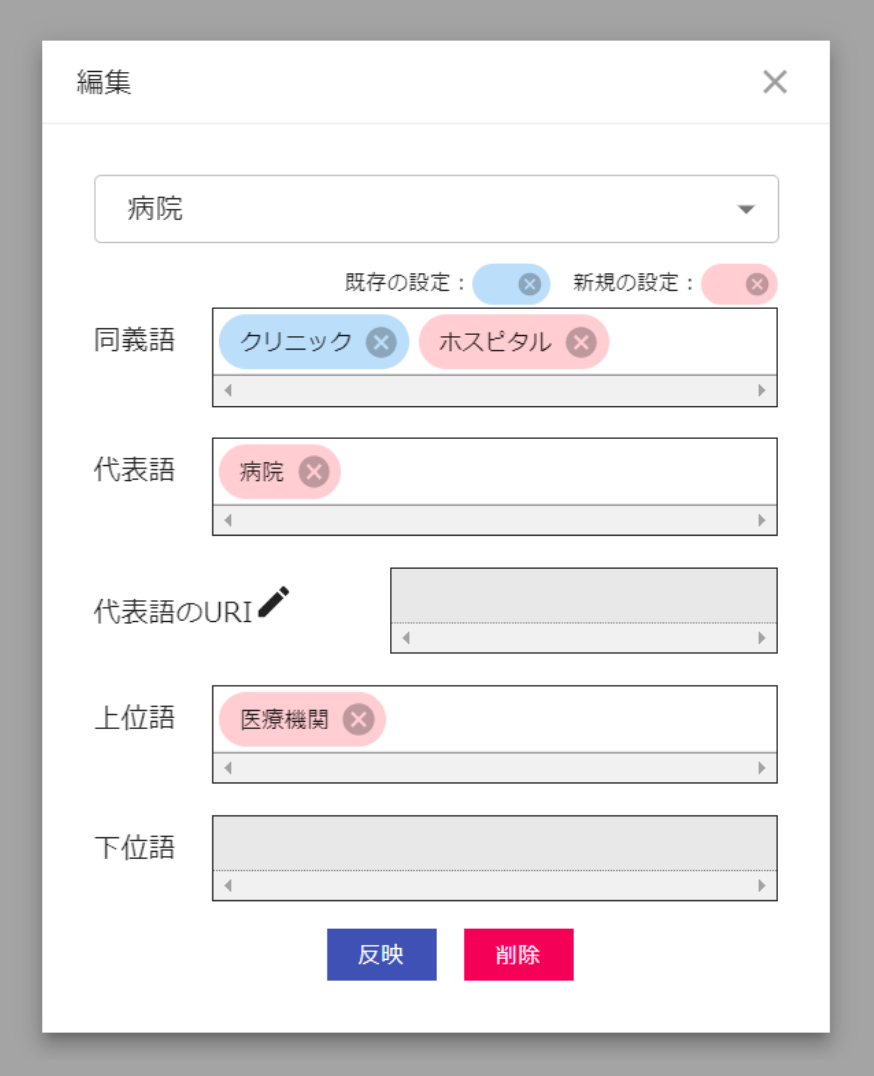 編集
病院
既存の設定： 新規の設定：
同義語 クリニック ホスピタル
代表語 病院
代表語のURI
上位語 医療機関
下位語
反映 削除